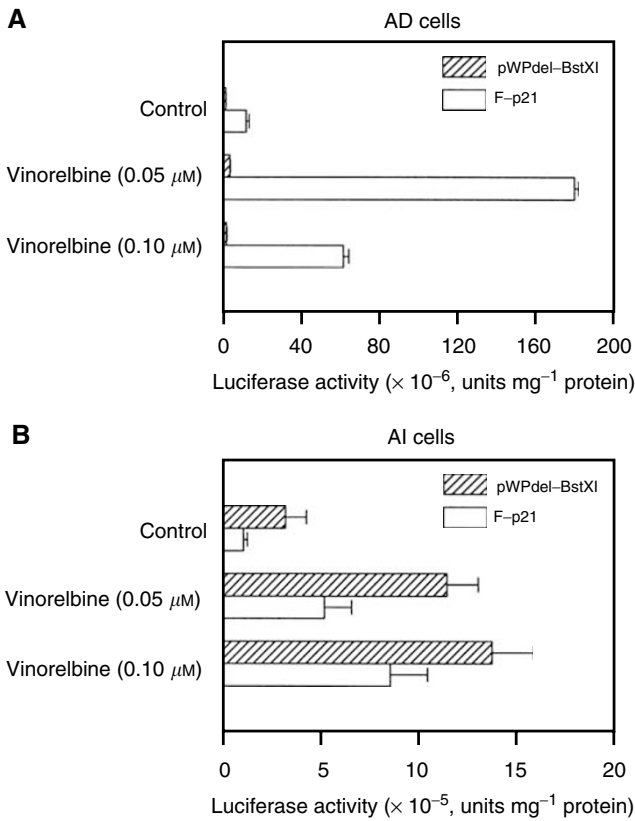 A
AD cells
pWPdel–BstXI
F–p21
Control
Vinorelbine (0.05 μM)
Vinorelbine (0.10 μM)
0 40 80 120 160 200
Luciferase activity (× 10⁻⁶, units mg⁻¹ protein)
B
AI cells
pWPdel–BstXI
F–p21
Control
Vinorelbine (0.05 μM)
Vinorelbine (0.10 μM)
0 5 10 15 20
Luciferase activity (× 10⁻⁵, units mg⁻¹ protein)